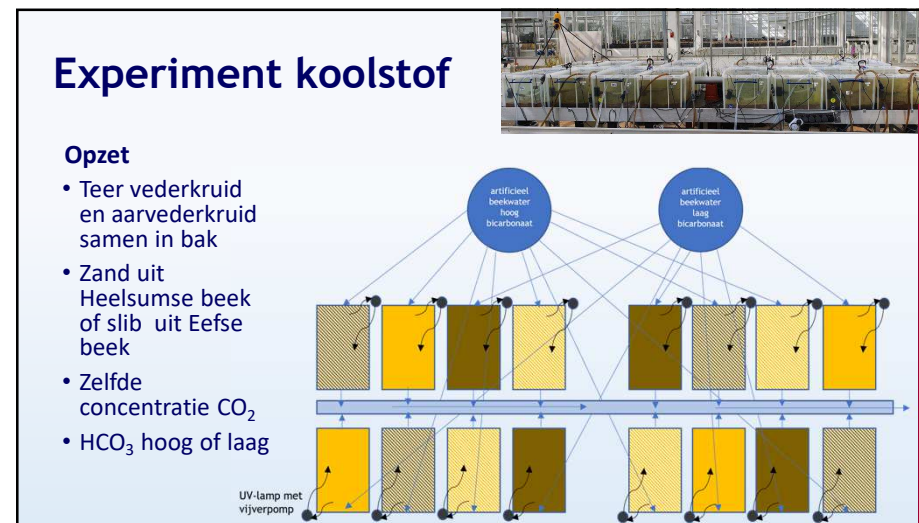 Experiment koolstof
Opzet
• Teer vederkruid
en aarvederkruid
samen in bak
• Zand uit
Heelsumse beek
of slib  uit Eefse
beek
• Zelfde
concentratie CO₂
• HCO₃ hoog of laag
artificieel
beekwater
hoog
bicarbonaat
artificieel
beekwater
laag
bicarbonaat
UV-lamp met
vijverpomp